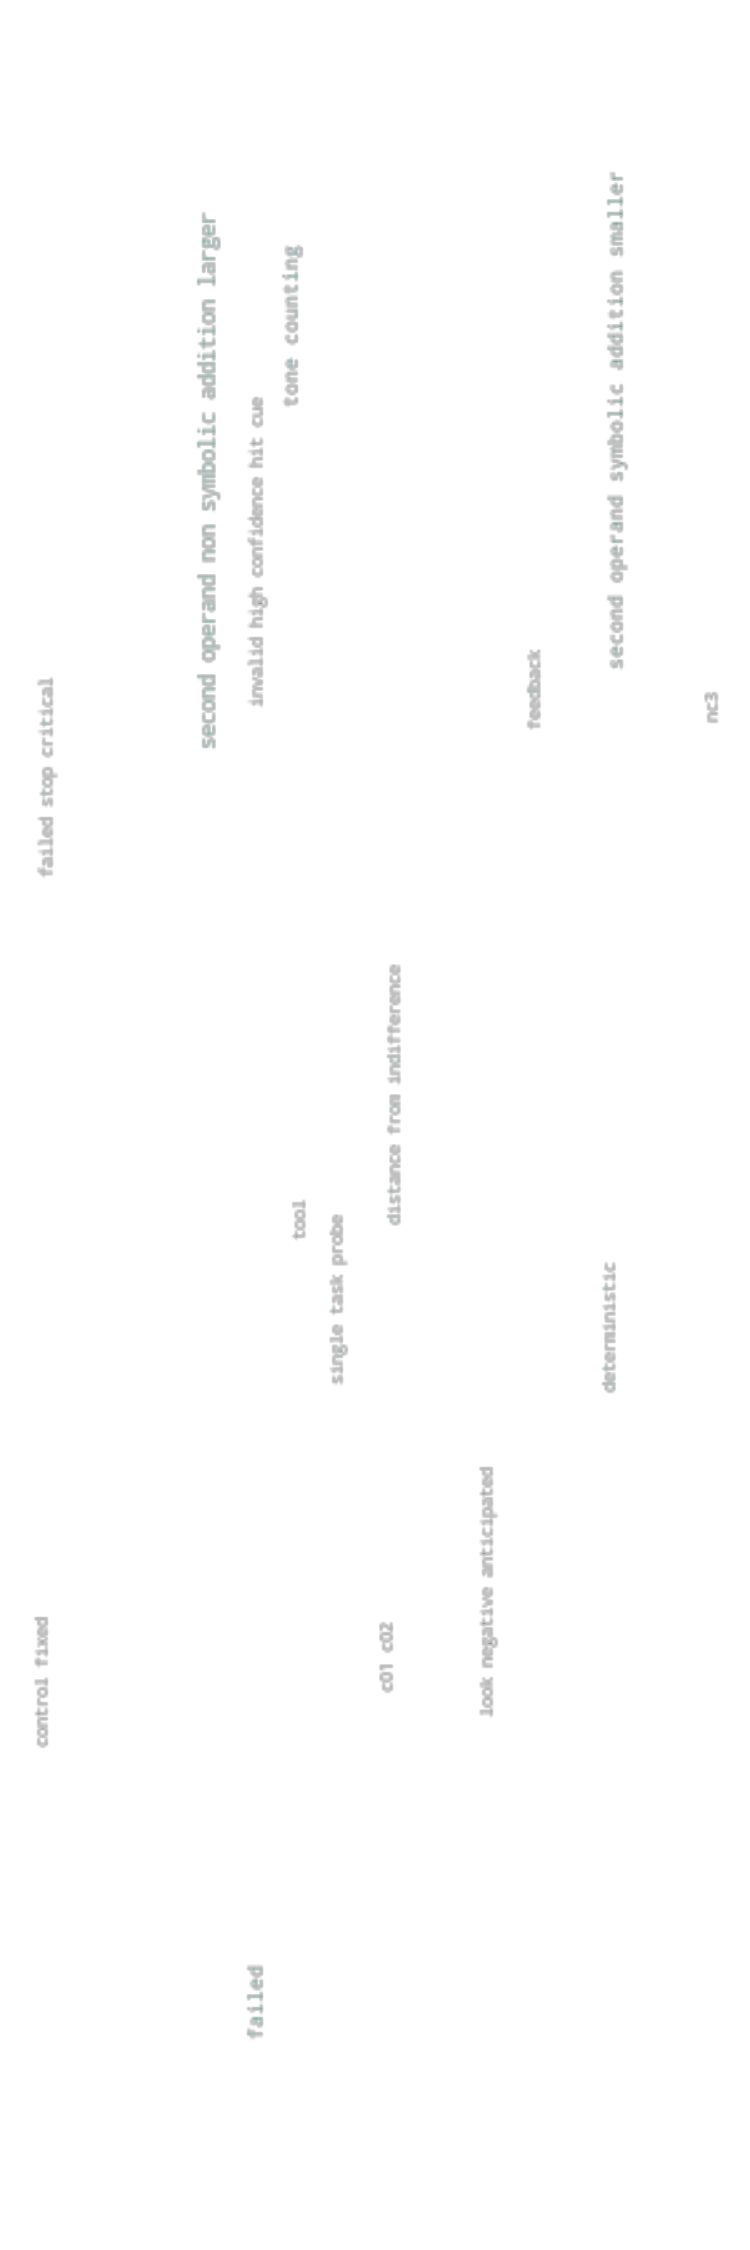 failed stop critical
control fixed
second operand non symbolic addition larger
invalid high confidence hit cue
failed
tone counting
tool
single task probe
distance from indifference
c01 c02
look negative anticipated
feedback
second operand symbolic addition smaller
deterministic
nc3